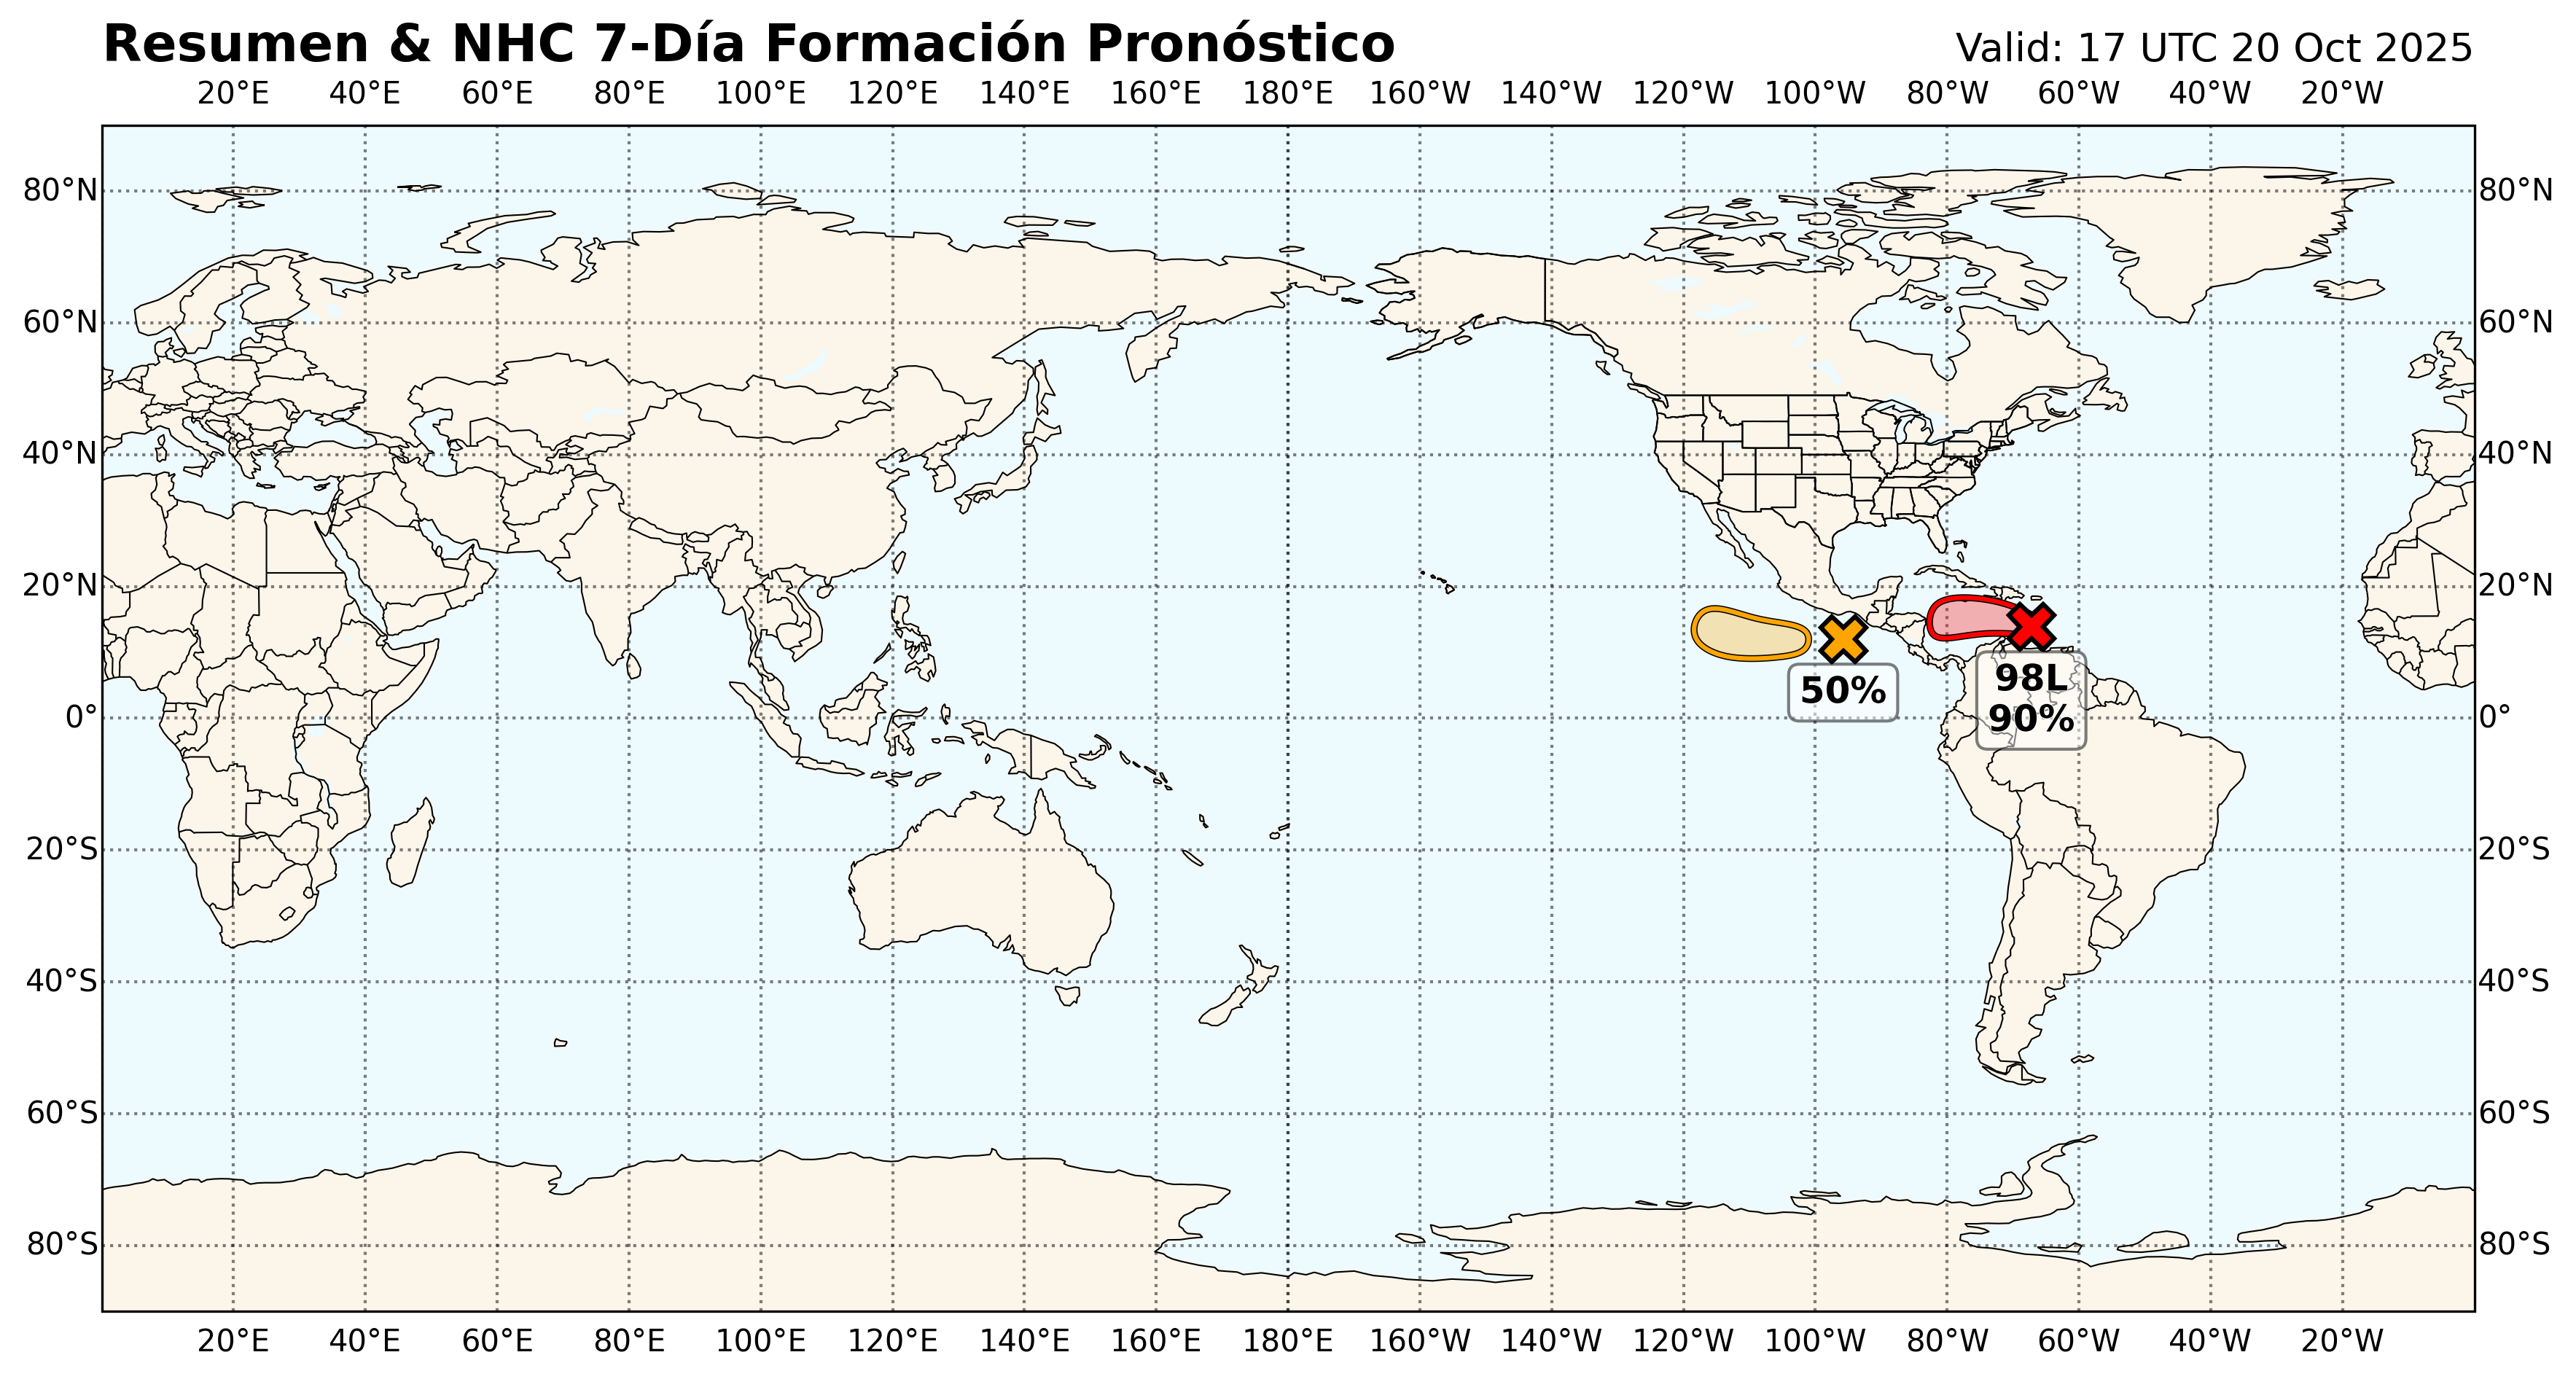 Resumen & NHC 7-Día Formación Pronóstico
Valid: 17 UTC 20 Oct 2025
20°E 40°E 60°E 80°E 100°E 120°E 140°E 160°E 180°E 160°W 140°W 120°W 100°W 80°W 60°W 40°W 20°W
80°N 80°N
60°N 60°N
40°N 40°N
20°N 20°N
50%
98L
90%
0° 0°
20°S 20°S
40°S 40°S
60°S 60°S
80°S 80°S
20°E 40°E 60°E 80°E 100°E 120°E 140°E 160°E 180°E 160°W 140°W 120°W 100°W 80°W 60°W 40°W 20°W